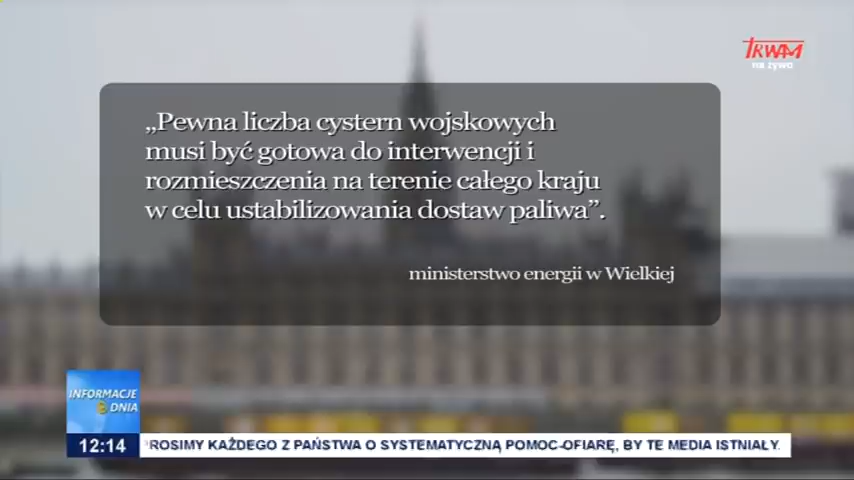 TRWAM
na żywo
„Pewna liczba cystern wojskowych
musi być gotowa do interwencji i
rozmieszczenia na terenie całego kraju
w celu ustabilizowania dostaw paliwa”.
ministerstwo energii w Wielkiej
INFORMACJE
DNIA
12:14
ROSIMY KAŻDEGO Z PAŃSTWA O SYSTEMATYCZNĄ POMOC-OFIARĘ, BY TE MEDIA ISTNIAŁY.